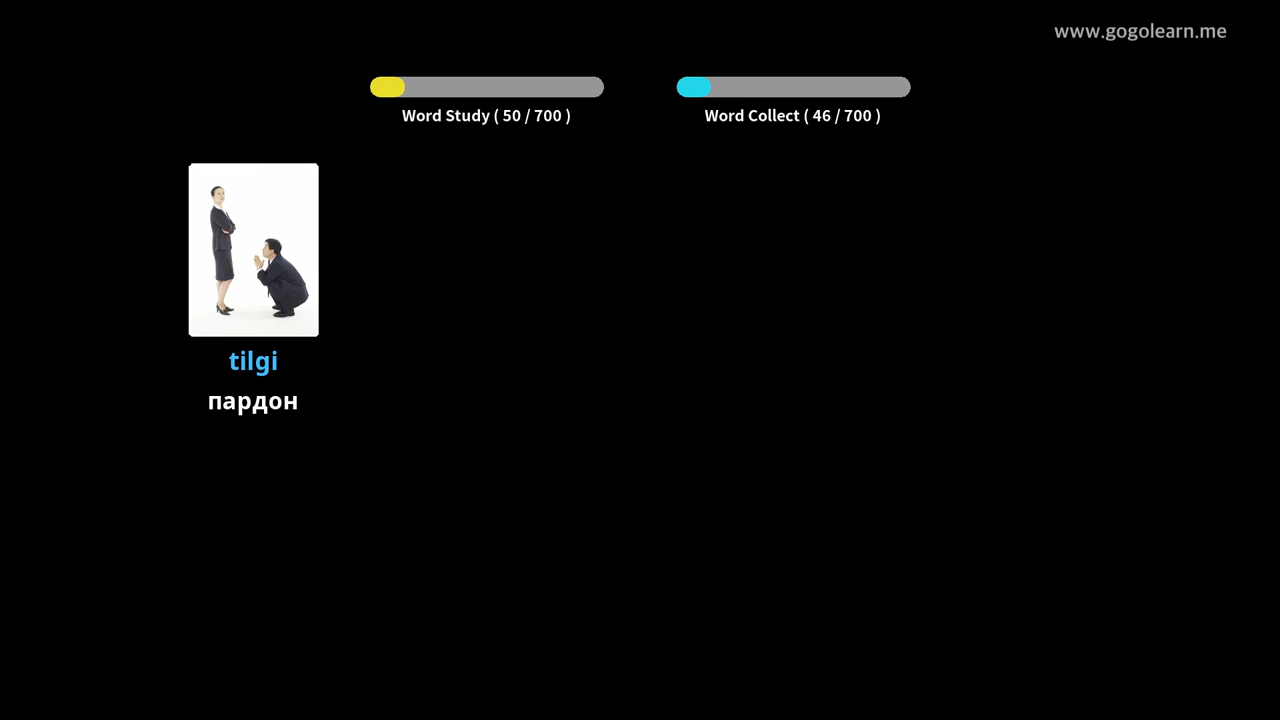 www.gogolearn.me
Word Study ( 50 / 700 )
Word Collect ( 46 / 700 )
tilgi
пардон